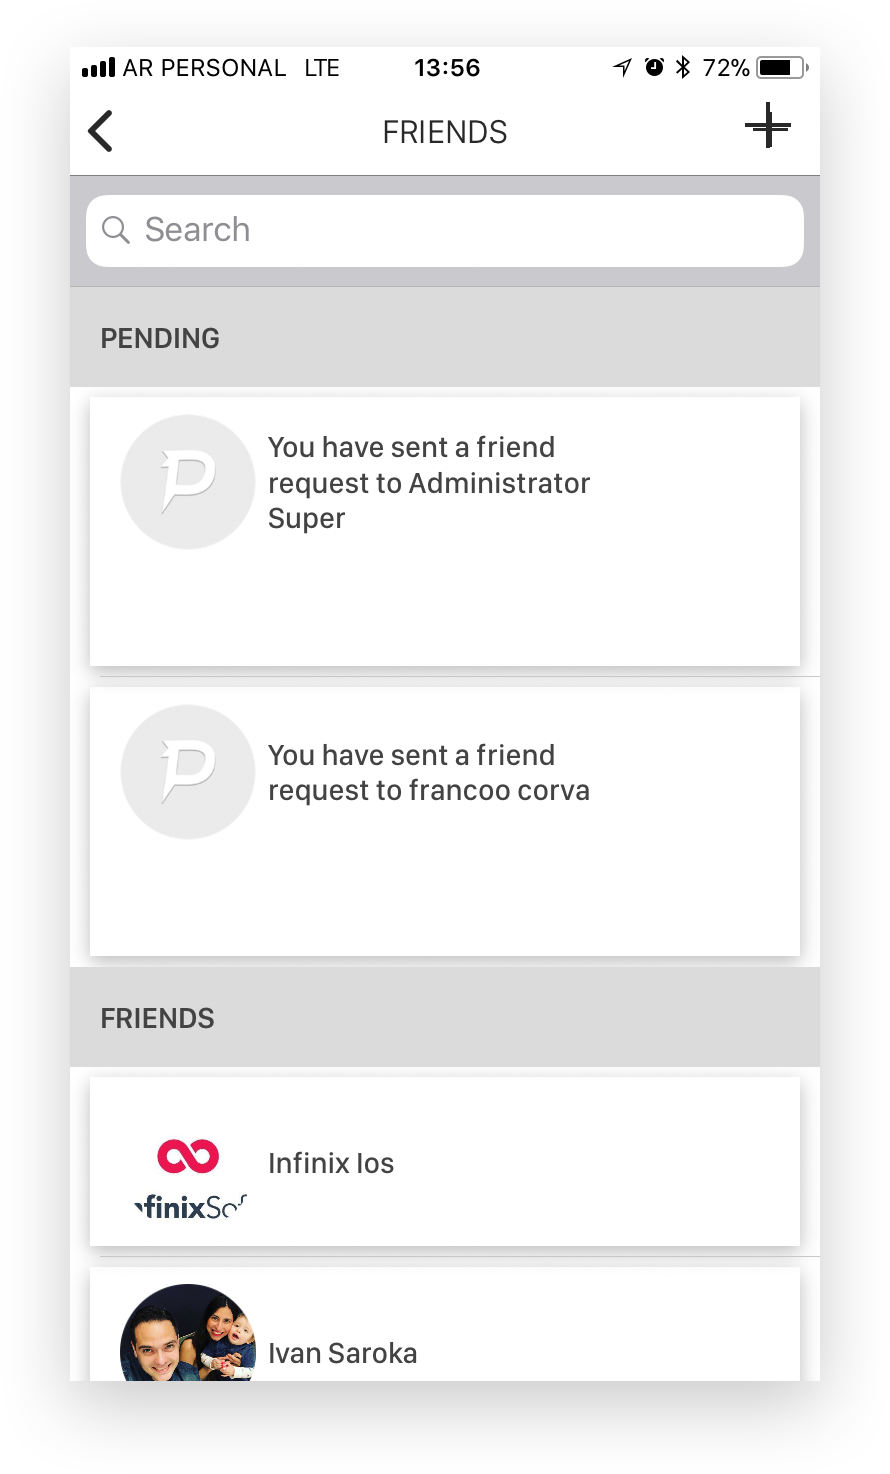 AR PERSONAL LTE 13:56 72%
FRIENDS
Search
PENDING
You have sent a friend
request to Administrator
Super
You have sent a friend
request to francoo corva
FRIENDS
Infinix Ios
finixSo
Ivan Saroka